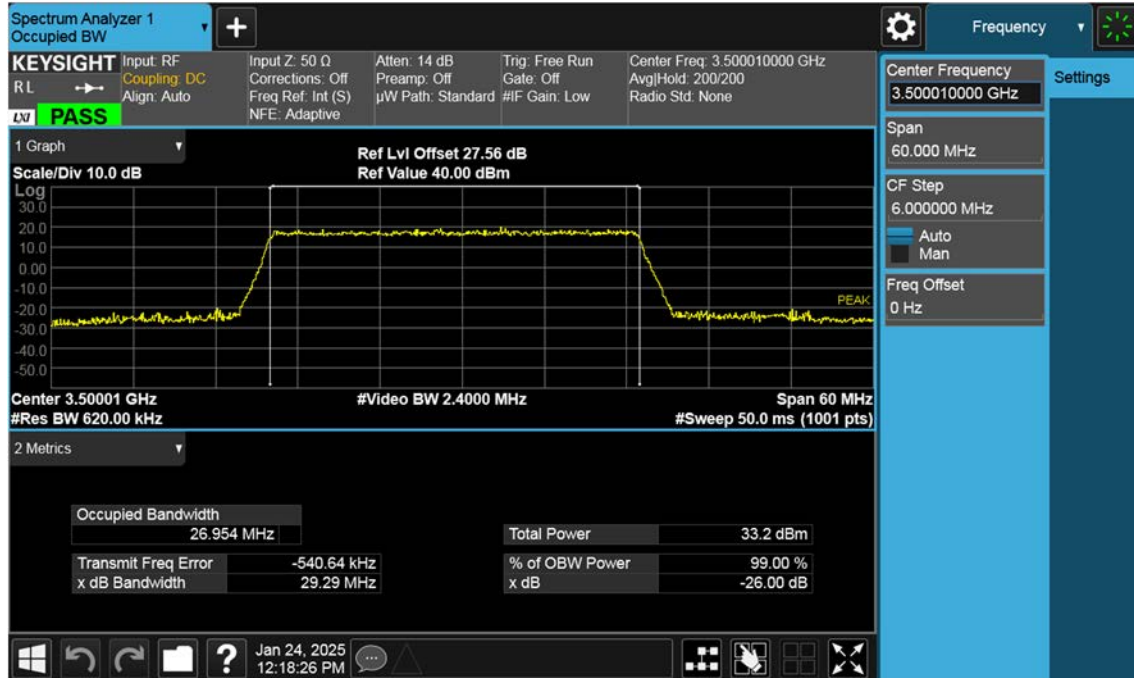 Spectrum Analyzer 1
Occupied BW
Frequency
KEYSIGHT
R L
LXI
PASS
Input: RF
Coupling: DC
Align: Auto
Input Z: 50 Ω
Corrections: Off
Freq Ref: Int (S)
NFE: Adaptive
Atten: 14 dB
Preamp: Off
µW Path: Standard
Trig: Free Run
Gate: Off
#IF Gain: Low
Center Freq: 3.500010000 GHz
Avg|Hold: 200/200
Radio Std: None
Center Frequency
3.500010000 GHz
Settings
Span
60.000 MHz
CF Step
6.000000 MHz
Auto
Man
Freq Offset
0 Hz
1 Graph
Scale/Div 10.0 dB
Ref Lvl Offset 27.56 dB
Ref Value 40.00 dBm
Log
30.0
20.0
10.0
0.00
-10.0
-20.0
-30.0
-40.0
-50.0
PEAK
Center 3.50001 GHz
#Video BW 2.4000 MHz
Span 60 MHz
#Res BW 620.00 kHz
#Sweep 50.0 ms (1001 pts)
2 Metrics
Occupied Bandwidth
26.954 MHz
Total Power 33.2 dBm
Transmit Freq Error -540.64 kHz
% of OBW Power 99.00 %
x dB Bandwidth 29.29 MHz
x dB -26.00 dB
?
Jan 24, 2025
12:18:26 PM